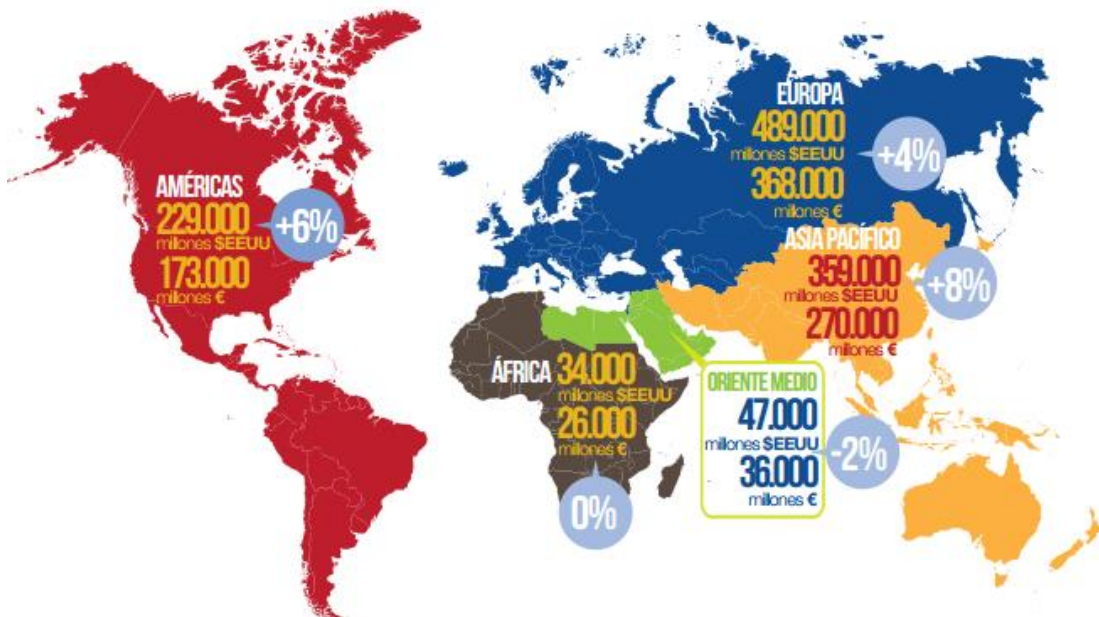 AMÉRICAS
229.000
millones $EEUU
173.000
millones €
+6%
EUROPA
489.000
millones $EEUU
368.000
millones €
+4%
ASIA PACÍFICO
359.000
millones $EEUU
270.000
millones €
+8%
ÁFRICA
34.000
millones $EEUU
26.000
millones €
0%
ORIENTE MEDIO
47.000
millones $EEUU
36.000
millones €
-2%